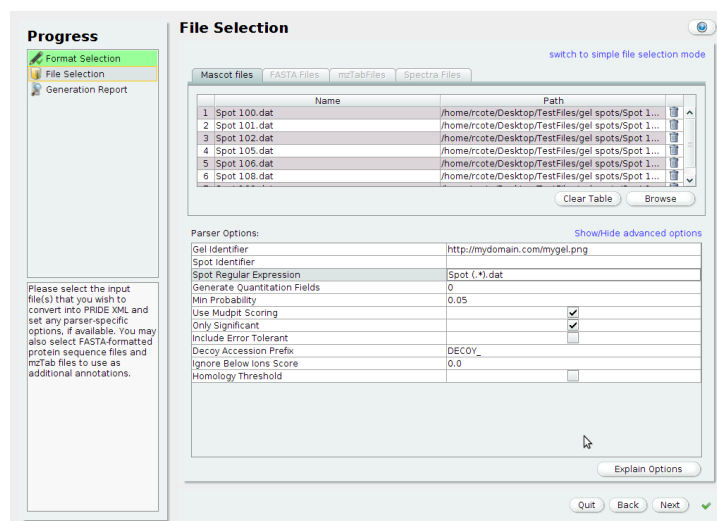 Progress
Format Selection
File Selection
Generation Report
Please select the input
file(s) that you wish to
convert into PRIDE XML and
set any parser-specific
options, if available. You may
also select FASTA-formatted
protein sequence files and
mzTab files to use as
additional annotations.
File Selection
switch to simple file selection mode
Mascot files FASTA Files mzTabFiles Spectra Files
Name Path
1 Spot 100.dat /home/rcote/Desktop/TestFiles/gel spots/Spot 1...
2 Spot 101.dat /home/rcote/Desktop/TestFiles/gel spots/Spot 1...
3 Spot 102.dat /home/rcote/Desktop/TestFiles/gel spots/Spot 1...
4 Spot 105.dat /home/rcote/Desktop/TestFiles/gel spots/Spot 1...
5 Spot 106.dat /home/rcote/Desktop/TestFiles/gel spots/Spot 1...
6 Spot 108.dat /home/rcote/Desktop/TestFiles/gel spots/Spot 1...
Clear Table Browse
Parser Options: Show/Hide advanced options
Gel Identifier http://mydomain.com/mygel.png
Spot Identifier
Spot Regular Expression Spot (.*).dat
Generate Quantitation Fields 0
Min Probability 0.05
Use Mudpit Scoring
Only Significant
Include Error Tolerant
Decoy Accession Prefix DECOY_
Ignore Below Ions Score 0.0
Homology Threshold
Explain Options
Quit Back Next